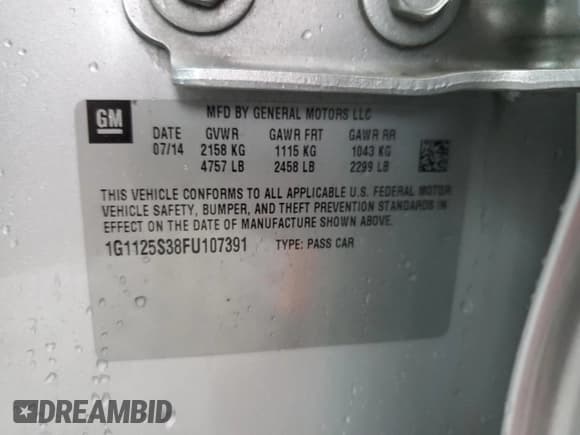 GM
MFD BY GENERAL MOTORS LLC
DATE GVWR GAWR FRT GAWR RR
07/14 2158 KG 1115 KG 1043 KG
4757 LB 2458 LB 2299 LB
THIS VEHICLE CONFORMS TO ALL APPLICABLE U.S. FEDERAL MOTOR
VEHICLE SAFETY, BUMPER, AND THEFT PREVENTION STANDARDS IN
EFFECT ON THE DATE OF MANUFACTURE SHOWN ABOVE.
1G1125S38FU107391 TYPE: PASS CAR
DREAMBID